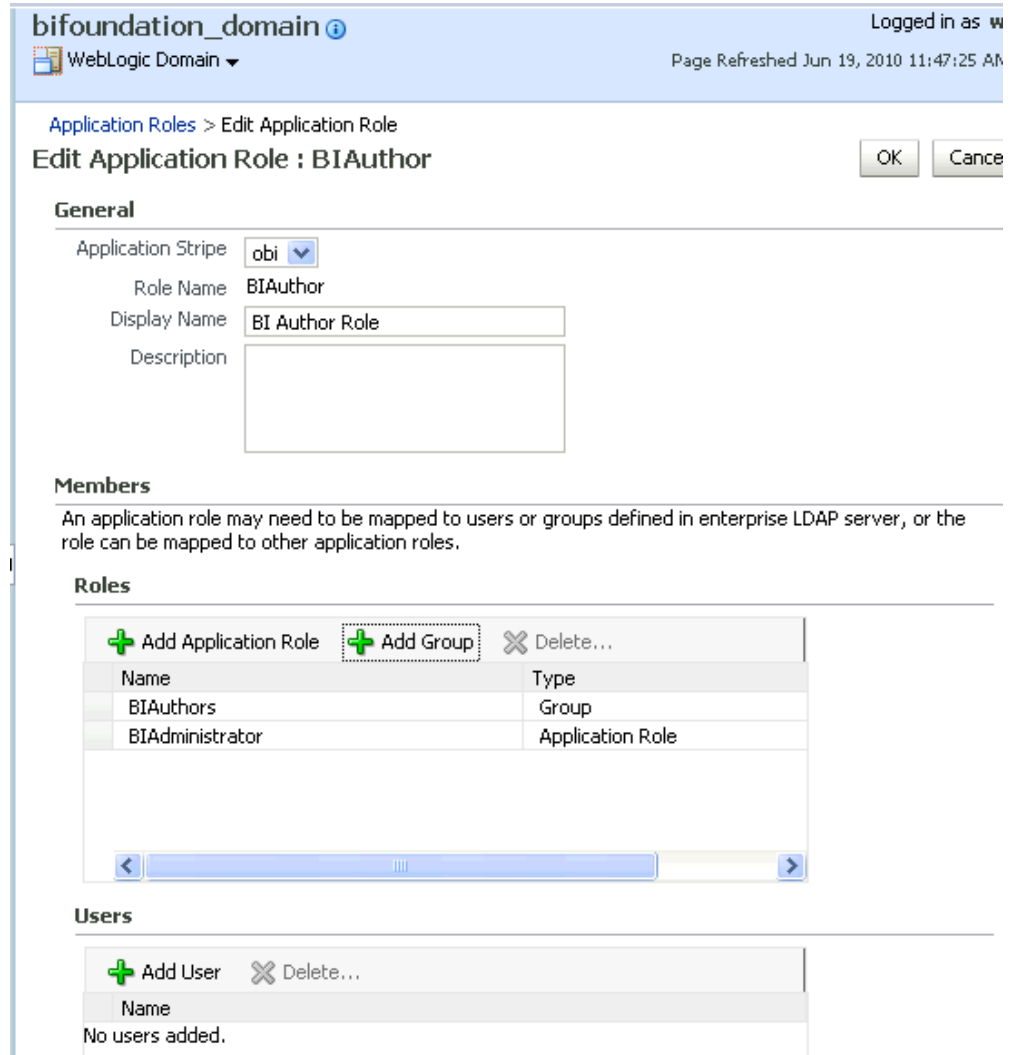 bifoundation_domain
Logged in as w
WebLogic Domain
Page Refreshed Jun 19, 2010 11:47:25 AM
Application Roles > Edit Application Role
Edit Application Role : BIAuthor
OK
Cance
General
Application Stripe obi
Role Name BIAuthor
Display Name BI Author Role
Description
Members
An application role may need to be mapped to users or groups defined in enterprise LDAP server, or the
role can be mapped to other application roles.
Roles
Add Application Role Add Group Delete...
Name Type
BIAuthors Group
BIAdministrator Application Role
Users
Add User Delete...
Name
No users added.